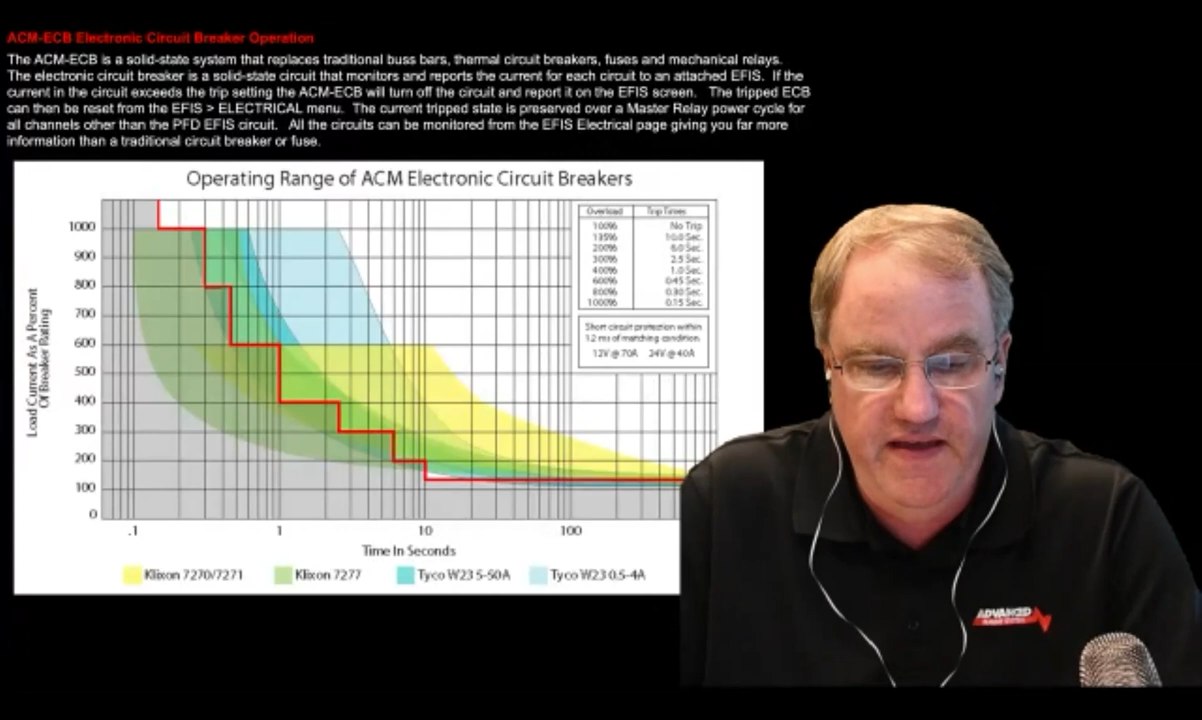 ACM-ECB Electronic Circuit Breaker Operation
The ACM-ECB is a solid-state system that replaces traditional buss bars, thermal circuit breakers, fuses and mechanical relays.
The electronic circuit breaker is a solid-state circuit that monitors and reports the current for each circuit to an attached EFIS. If the
current in the circuit exceeds the trip setting the ACM-ECB will turn off the circuit and report it on the EFIS screen. The tripped ECB
can then be reset from the EFIS > ELECTRICAL menu. The current tripped state is preserved over a Master Relay power cycle for
all channels other than the PFD EFIS circuit. All the circuits can be monitored from the EFIS Electrical page giving you far more
information than a traditional circuit breaker or fuse.
Operating Range of ACM Electronic Circuit Breakers
Load Current As A Percent
Of Breaker Rating
1000
900
800
700
600
500
400
300
200
100
0
Overload Trip Times
100% No Trip
135% 10.0 Sec.
200% 6.0 Sec.
300% 2.5 Sec.
400% 1.0 Sec.
600% 0.45 Sec.
800% 0.30 Sec.
1000% 0.15 Sec.
Short circuit protection within
1.2 ms of matching condition.
12V @ 70A 24V @ 40A
.1 1 10 100
Time In Seconds
Klixon 7270/7271 Klixon 7277 Tyco W23 5-50A Tyco W23 0.5-4A
ADVANCED